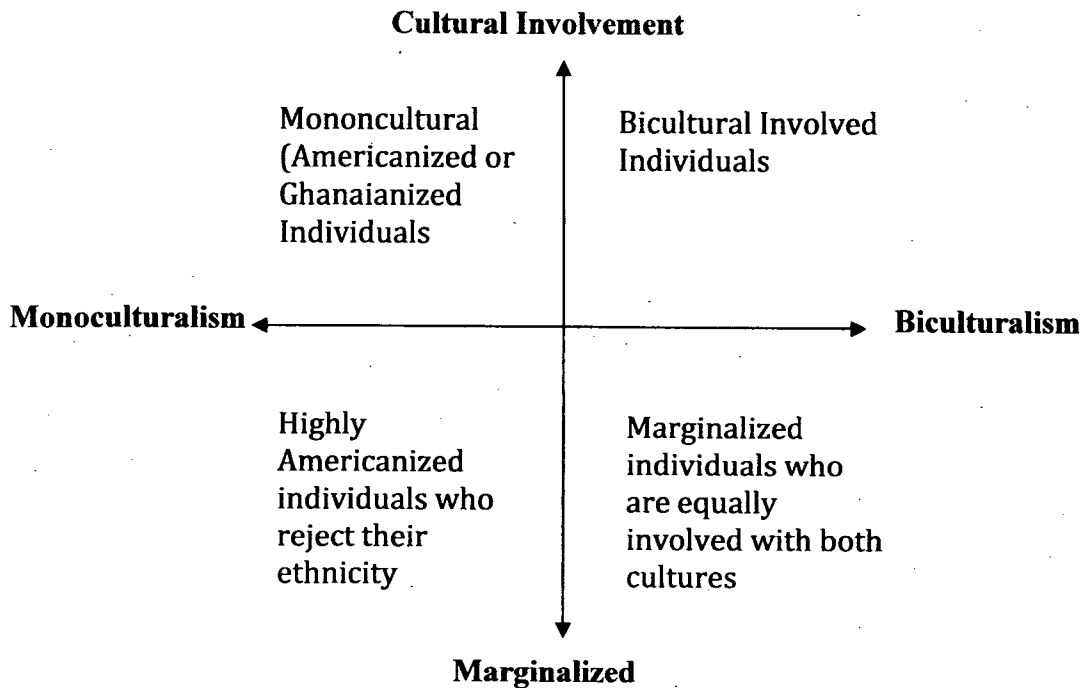 Cultural Involvement
Mononcultural
(Americanized or
Ghanaianized
Individuals
Bicultural Involved
Individuals
Monoculturalism
Biculturalism
Highly
Americanized
individuals who
reject their
ethnicity
Marginalized
individuals who
are equally
involved with both
cultures
Marginalized